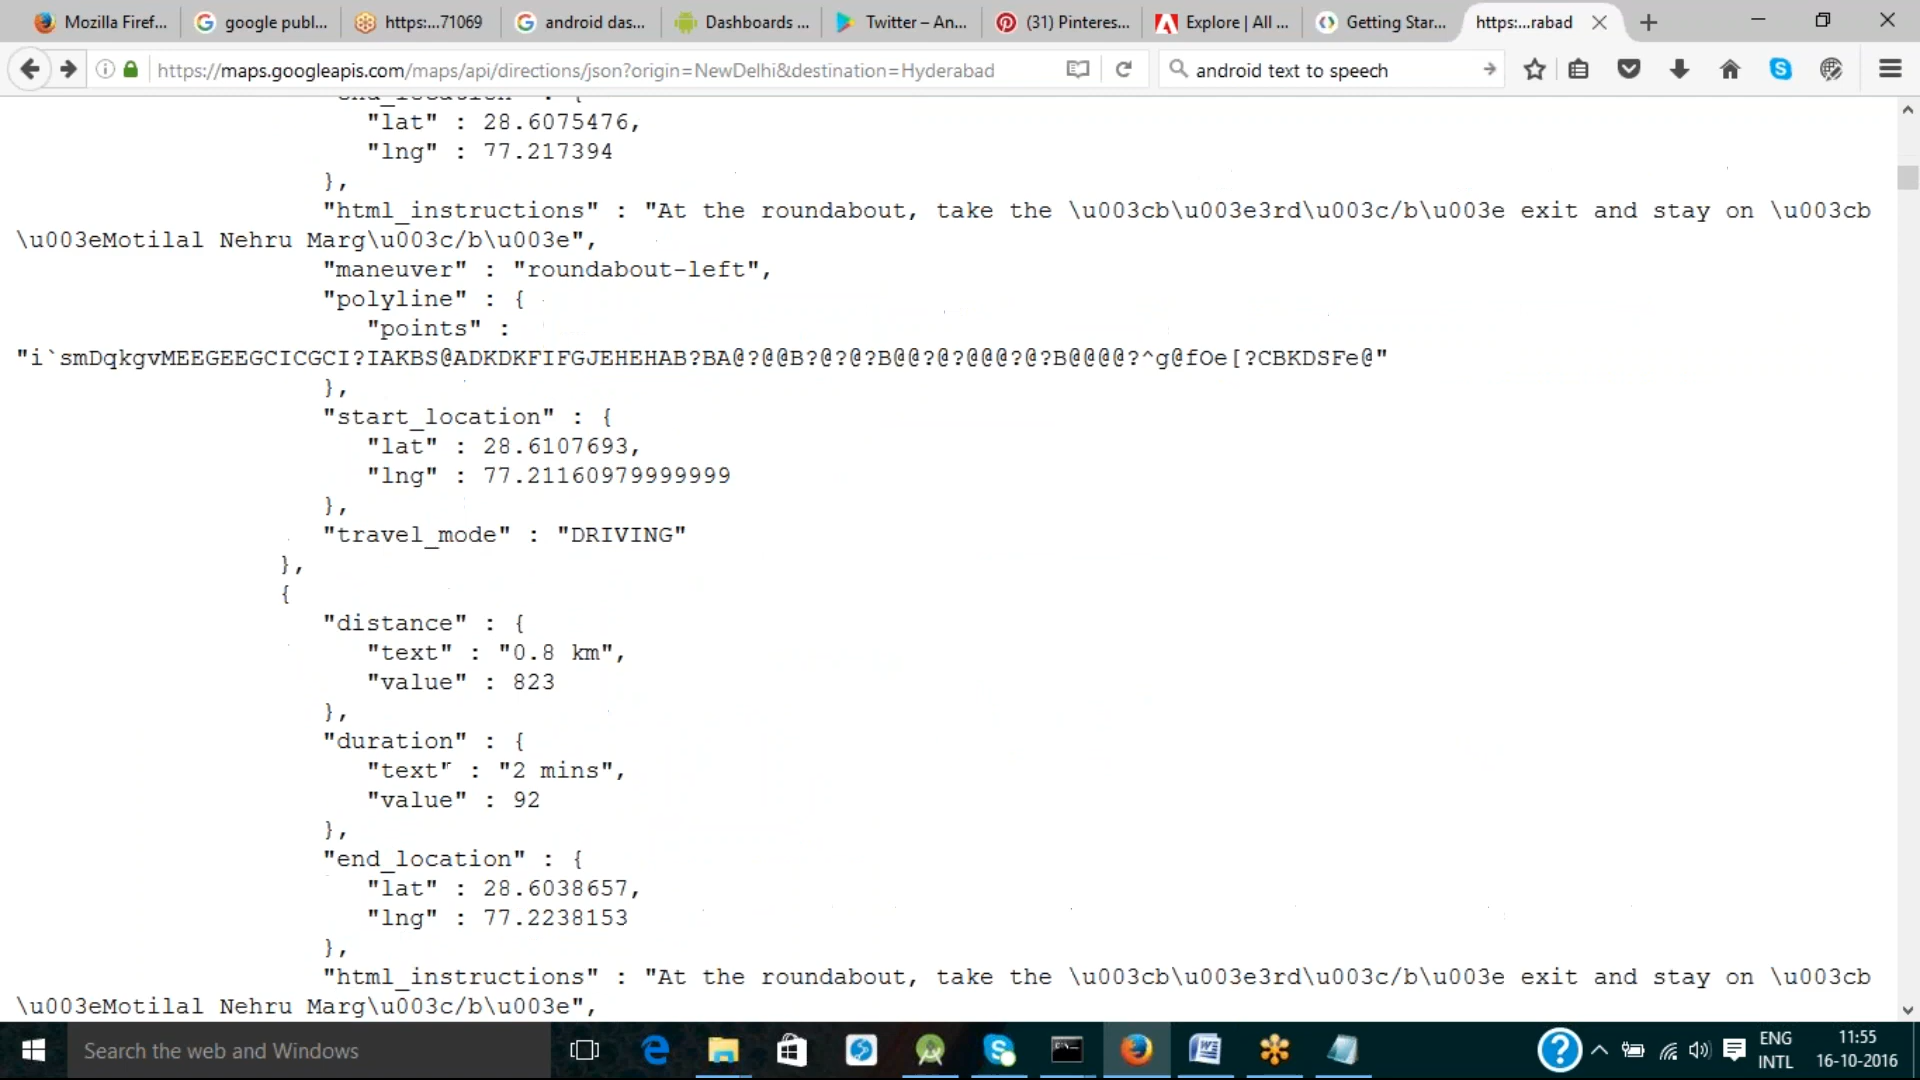 Mozilla Firef...
google publ...
https:...71069
android das...
Dashboards ...
Twitter – An...
(31) Pinteres...
Explore | All ...
Getting Star...
https:...rabad
https://maps.googleapis.com/maps/api/directions/json?origin=NewDelhi&destination=Hyderabad
android text to speech
"end_location" : {
"lat" : 28.6075476,
"lng" : 77.217394
},
"html_instructions" : "At the roundabout, take the \u003cb\u003e3rd\u003c/b\u003e exit and stay on \u003cb
\u003eMotilal Nehru Marg\u003c/b\u003e",
"maneuver" : "roundabout-left",
"polyline" : {
"points" :
"i`smDqkgvMEEGEEGCICGCI?IAKBS@ADKDKFIFGJEHEHAB?BA@?@@B?@?@?B@@?@?@@@?@?B@@@@?^g@fOe[?CBKDSFe@"
},
"start_location" : {
"lat" : 28.6107693,
"lng" : 77.21160979999999
},
"travel_mode" : "DRIVING"
},
{
"distance" : {
"text" : "0.8 km",
"value" : 823
},
"duration" : {
"text" : "2 mins",
"value" : 92
},
"end_location" : {
"lat" : 28.6038657,
"lng" : 77.2238153
},
"html_instructions" : "At the roundabout, take the \u003cb\u003e3rd\u003c/b\u003e exit and stay on \u003cb
\u003eMotilal Nehru Marg\u003c/b\u003e",
Search the web and Windows
ENG
INTL
11:55
16-10-2016